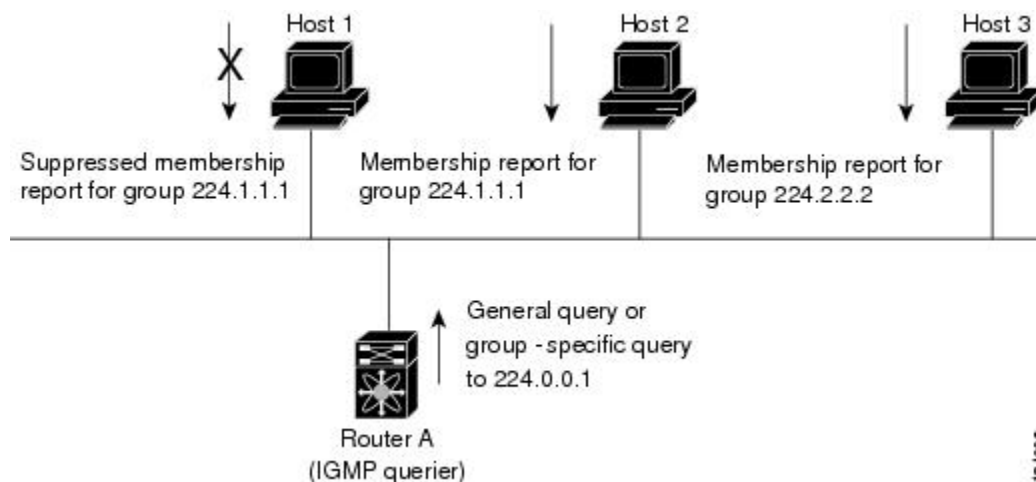 Host 1
Host 2
Host 3
X
Suppressed membership
report for group 224.1.1.1
Membership report for
group 224.1.1.1
Membership report for
group 224.2.2.2
General query or
group - specific query
to 224.0.0.1
Router A
(IGMP querier)